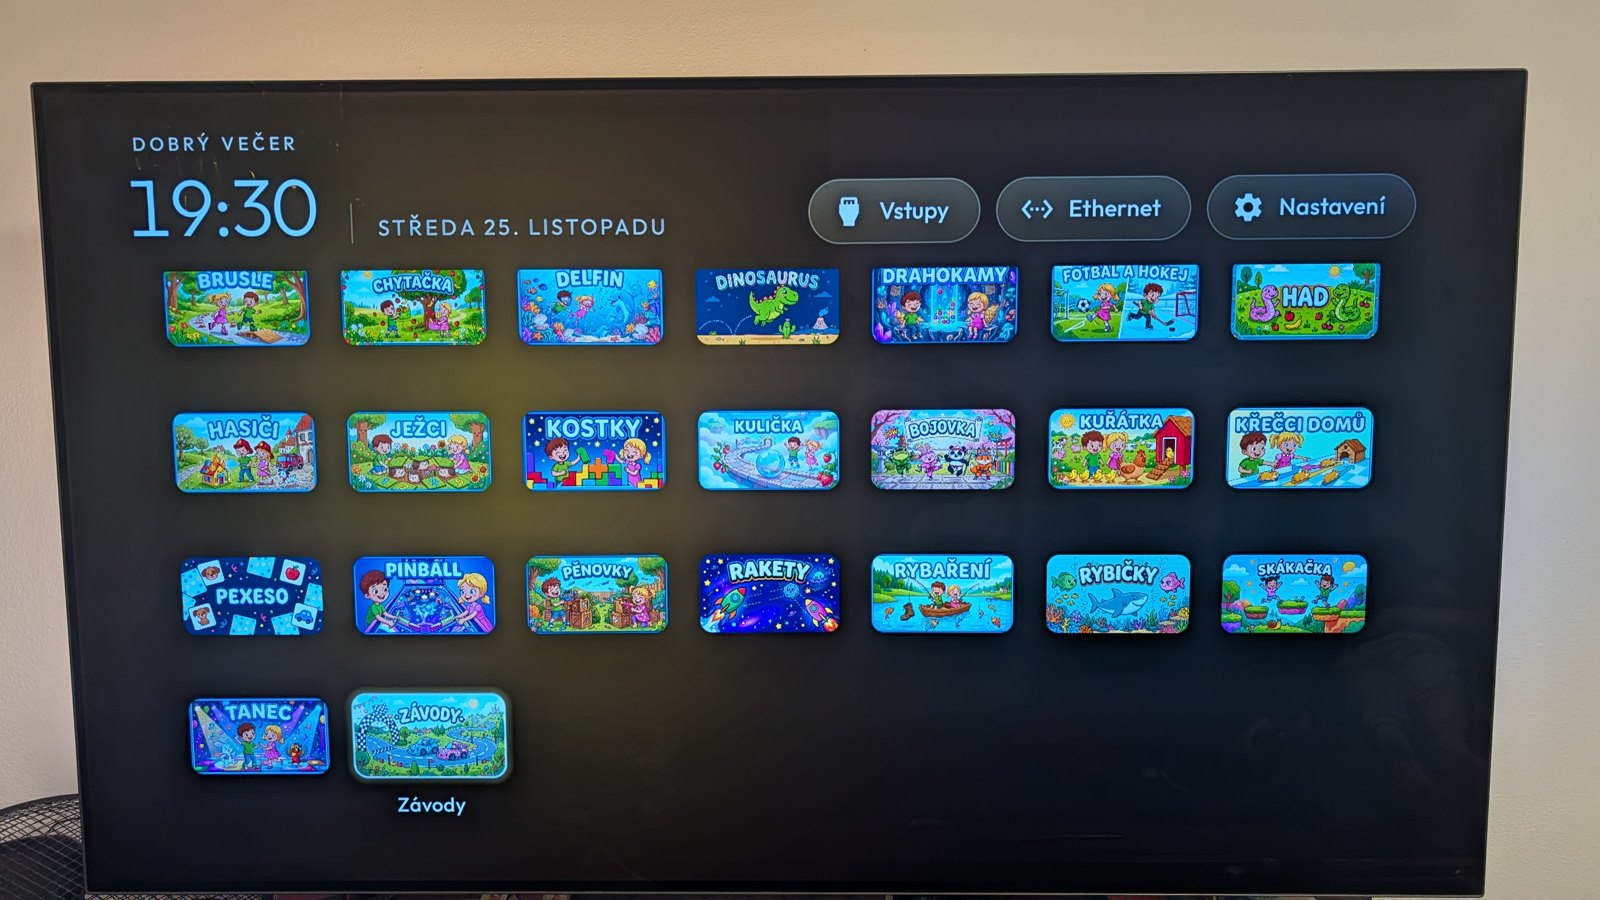 DOBRÝ VEČER
19:30
STŘEDA 25. LISTOPADU
Vstupy
Ethernet
Nastavení
BRUSLE
CHYTAČKA
DELFIN
DINOSAURUS
DRAHOKAMY
FOTBAL A HOKEJ
HAD
HASIČI
JEŽCI
KOSTKY
KULIČKA
BOJOVKA
KUŘÁTKA
KŘEČCI DOMŮ
PEXESO
PINBALL
PĚNOVKY
RAKETY
RYBAŘENÍ
RYBIČKY
SKÁKAČKA
TANEC
ZÁVODY
Závody